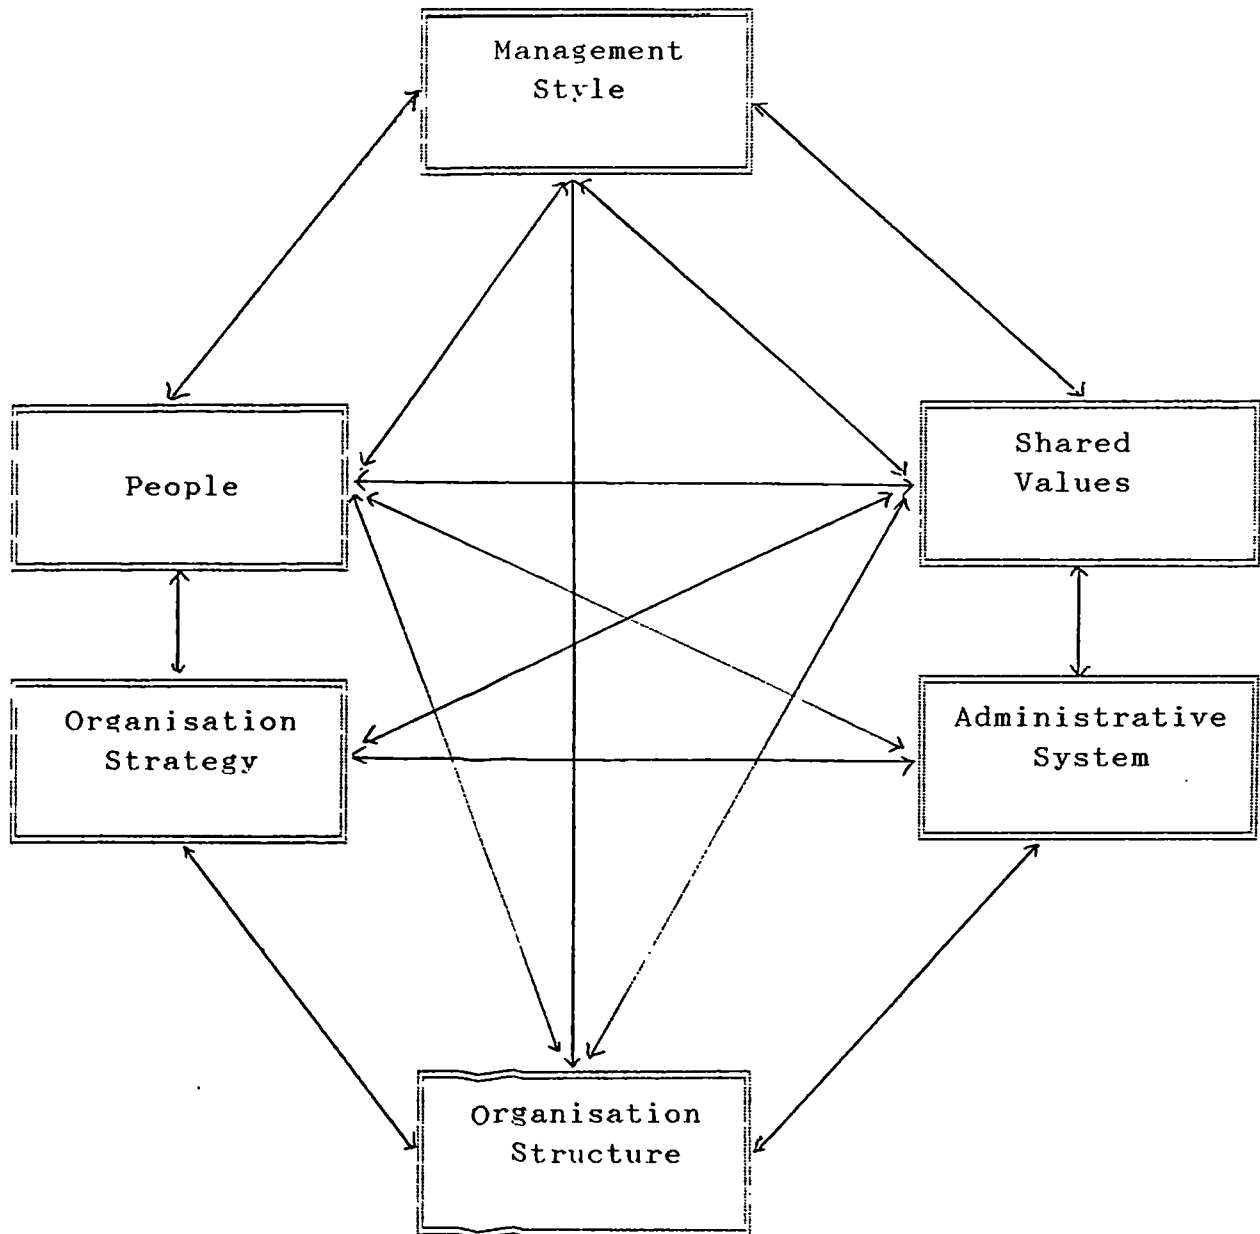 Management
Style
People
Shared
Values
Organisation
Strategy
Administrative
System
Organisation
Structure